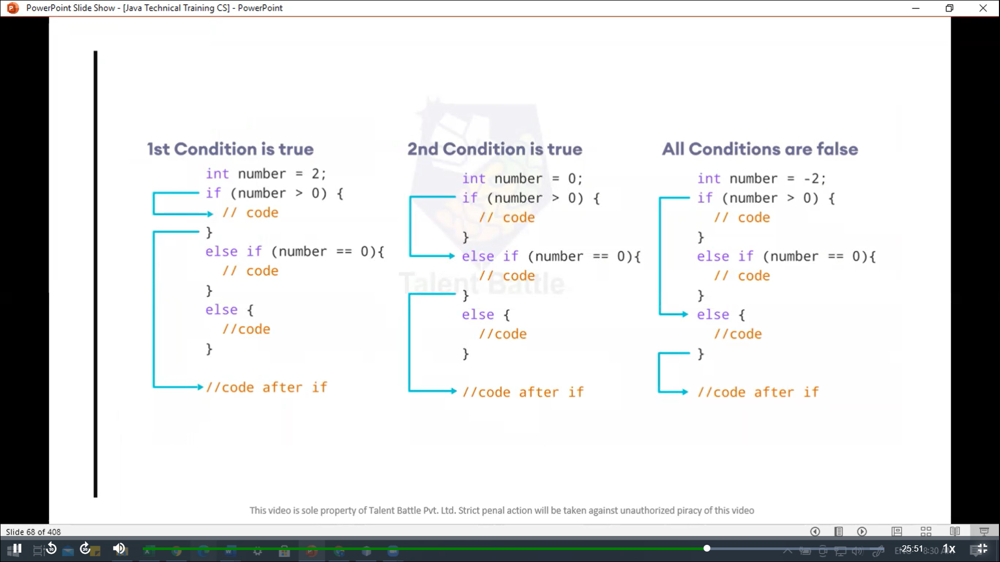 PowerPoint Slide Show - [Java Technical Training CS] - PowerPoint
1st Condition is true
int number = 2;
if (number > 0) {
// code
}
else if (number == 0){
// code
}
else {
//code
}
//code after if
2nd Condition is true
int number = 0;
if (number > 0) {
// code
}
else if (number == 0){
// code
}
else {
//code
}
//code after if
All Conditions are false
int number = -2;
if (number > 0) {
// code
}
else if (number == 0){
// code
}
else {
//code
}
//code after if
Talent Battle
This video is sole property of Talent Battle Pvt. Ltd. Strict penal action will be taken against unauthorized piracy of this video
Slide 68 of 408
10
30
-25:51
1x
8:30